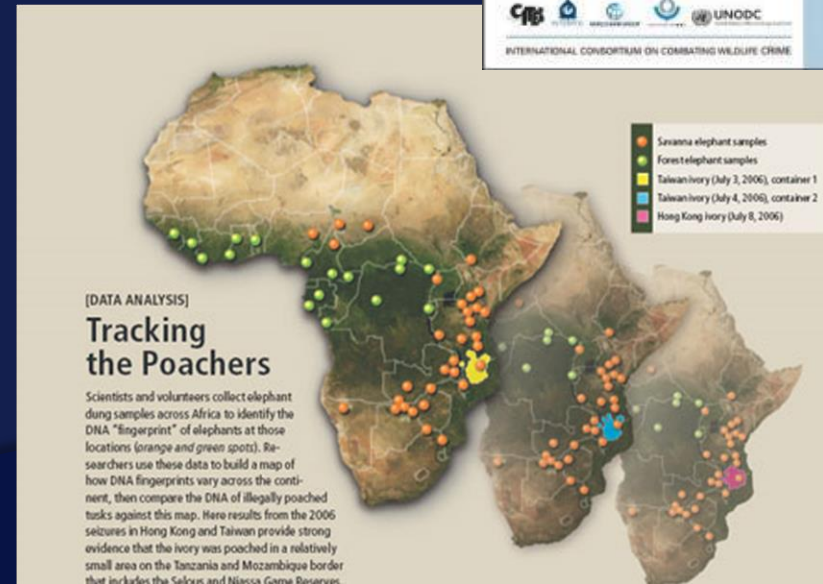 UNODC
INTERNATIONAL CONSORTIUM ON COMBATING WILDLIFE CRIME
Savanna elephant samples
Forest elephant samples
Taiwan ivory (July 3, 2006), container 1
Taiwan ivory (July 4, 2006), container 2
Hong Kong ivory (July 8, 2006)
[DATA ANALYSIS]
Tracking
the Poachers
Scientists and volunteers collect elephant
dung samples across Africa to identify the
DNA “fingerprint” of elephants at those
locations (orange and green spots). Re-
searchers use these data to build a map of
how DNA fingerprints vary across the conti-
nent, then compare the DNA of illegally poached
tusks against this map. Here results from the 2006
seizures in Hong Kong and Taiwan provide strong
evidence that the ivory was poached in a relatively
small area on the Tanzania and Mozambique border
that includes the Selous and Niassa Game Reserves.